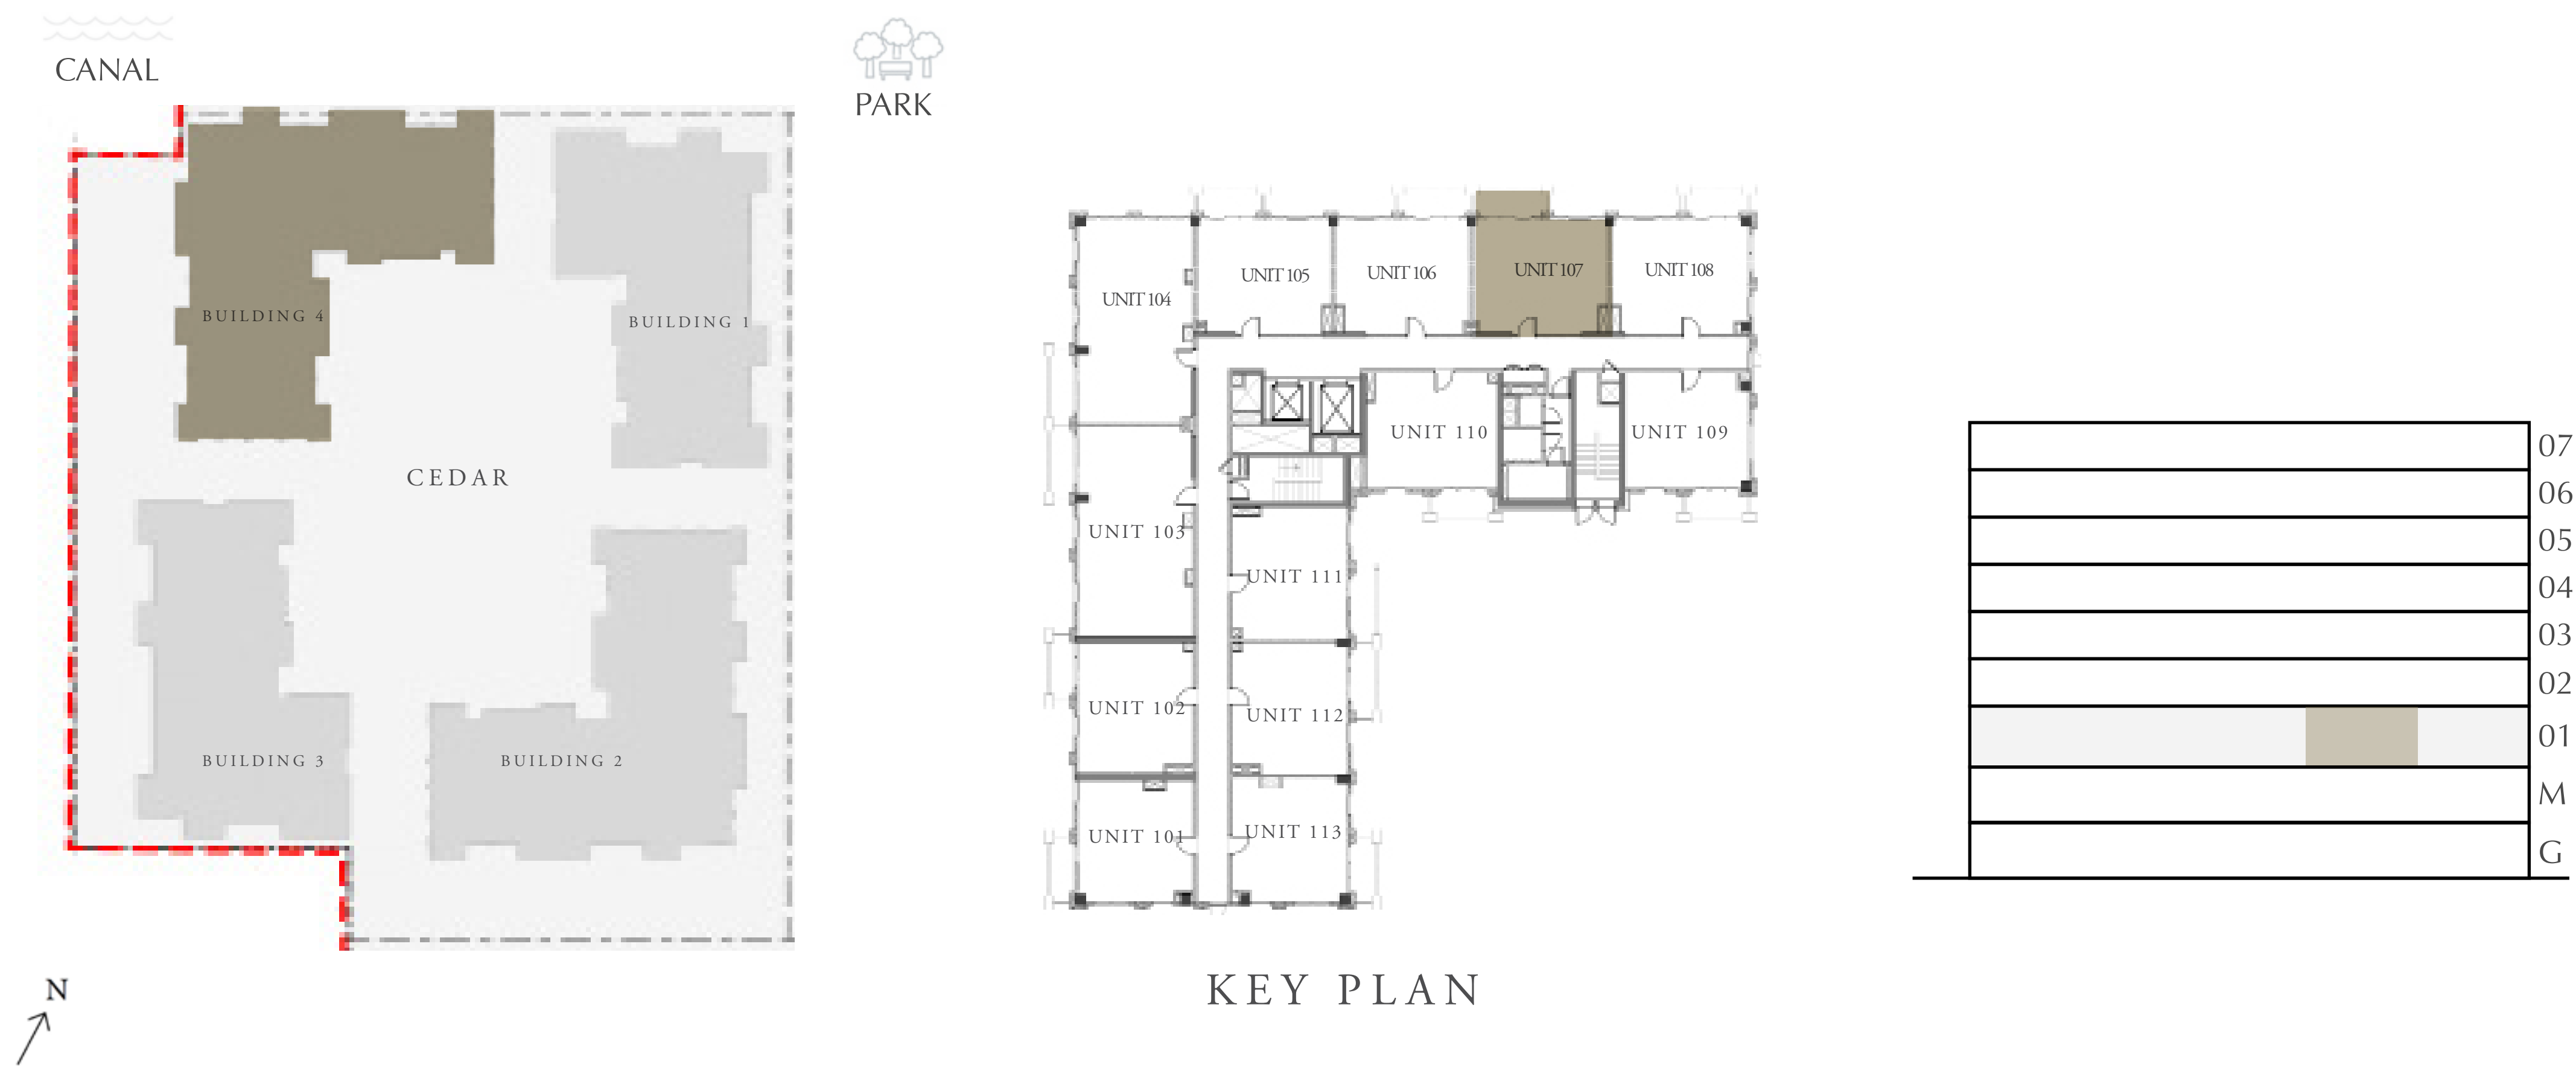 CANAL
PARK
BUILDING 4
BUILDING 1
CEDAR
BUILDING 3
BUILDING 2
N
UNIT 104
UNIT 105
UNIT 106
UNIT 107
UNIT 108
UNIT 110
UNIT 109
UNIT 103
UNIT 111
UNIT 102
UNIT 112
UNIT 101
UNIT 113
KEY PLAN
07
06
05
04
03
02
01
M
G